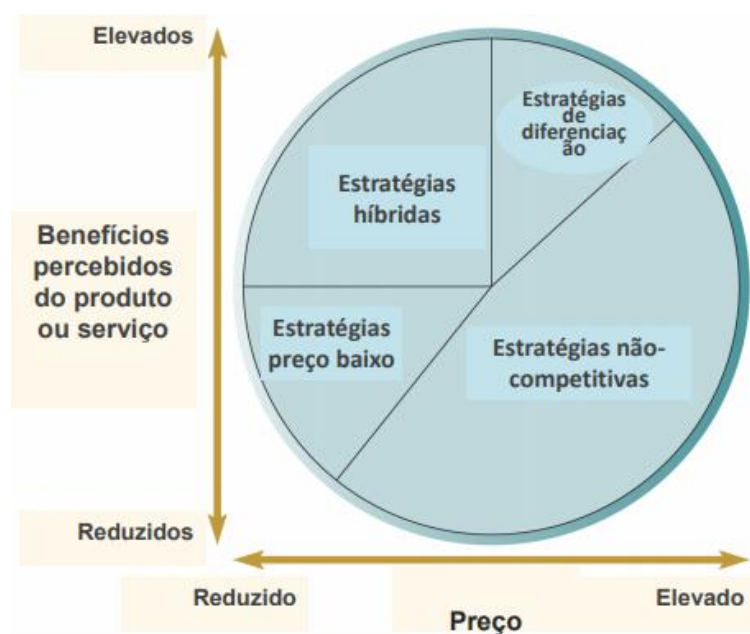 Elevados
Estratégias
de
diferenciaç
ão
Estratégias
híbridas
Benefícios
percebidos
do produto
ou serviço
Estratégias
preço baixo
Estratégias não-
competitivas
Reduzidos
Reduzido
Elevado
Preço